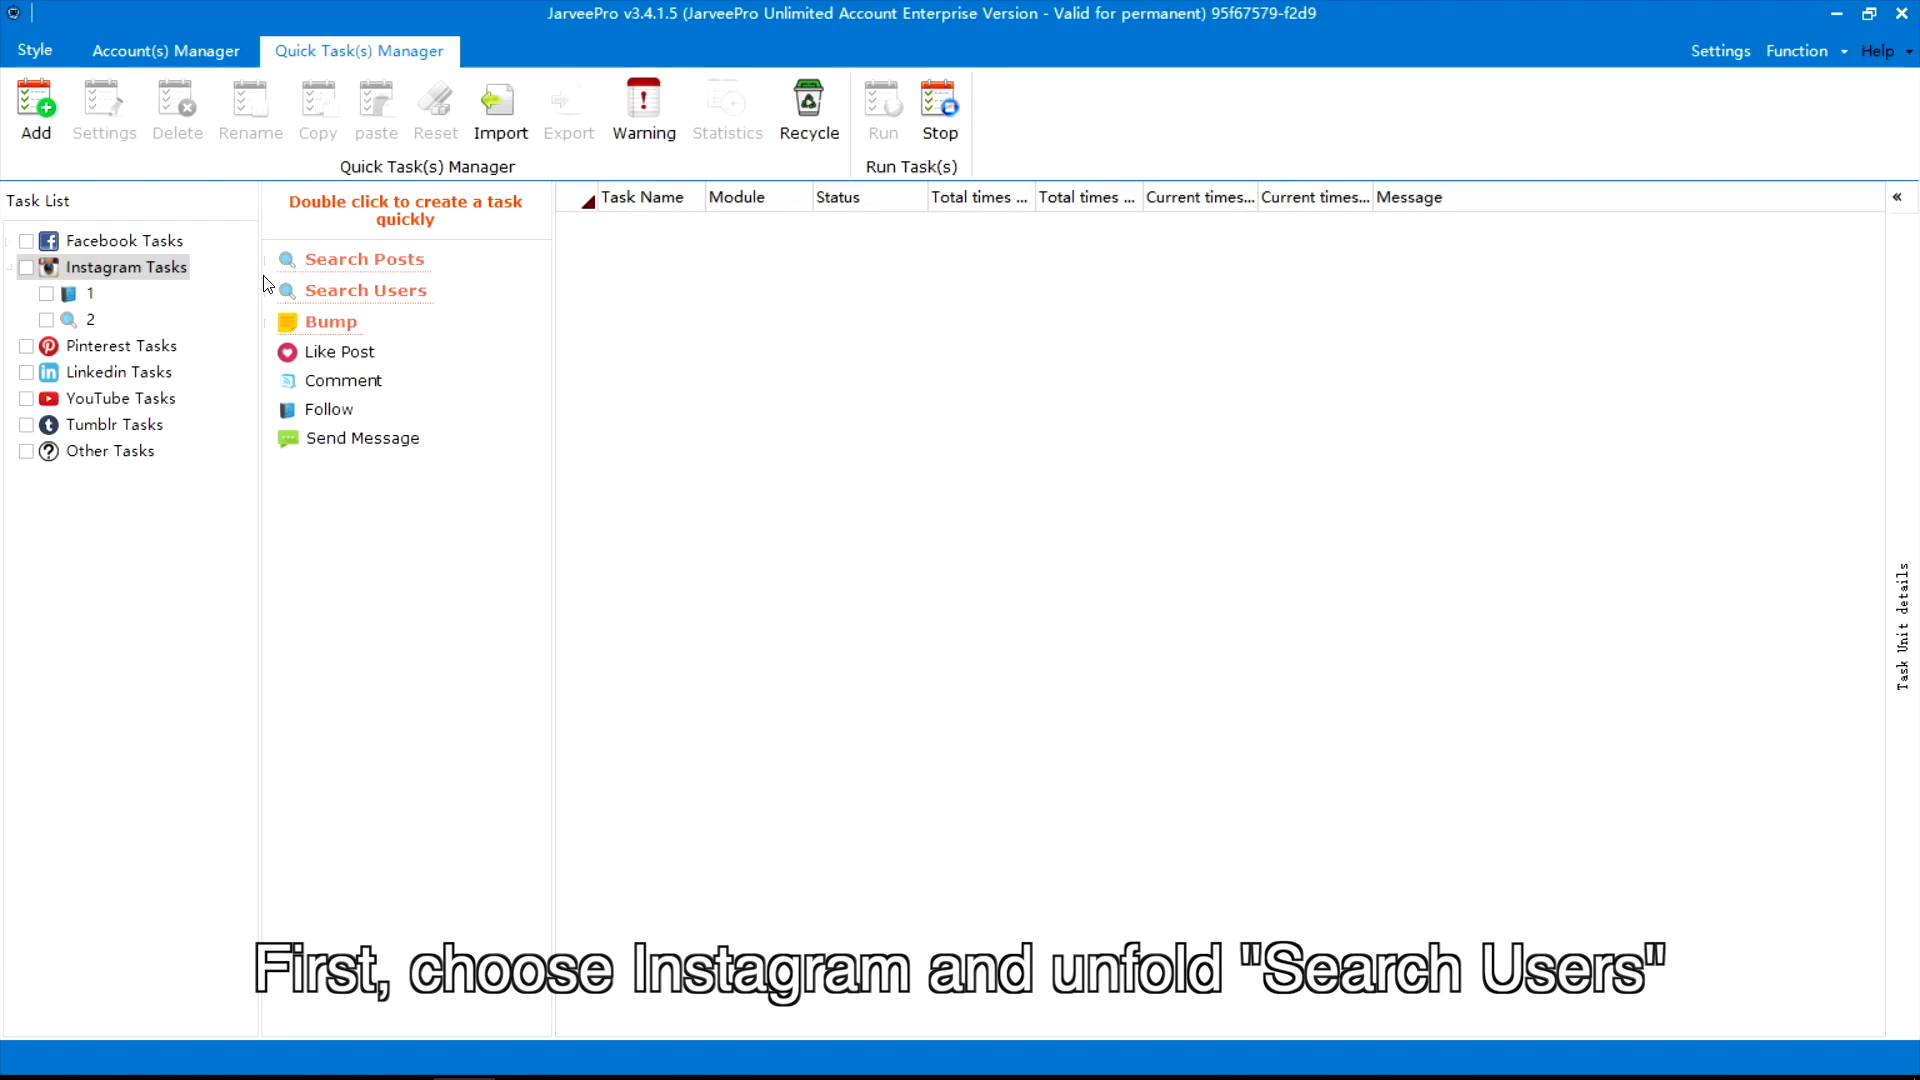 JarveePro v3.4.1.5 (JarveePro Unlimited Account Enterprise Version - Valid for permanent) 95f67579-f2d9
Style Account(s) Manager Quick Task(s) Manager Settings Function Help
Add Settings Delete Rename Copy paste Reset Import Export Warning Statistics Recycle Run Stop
Quick Task(s) Manager Run Task(s)
Task List
Facebook Tasks
Instagram Tasks
1
2
Pinterest Tasks
Linkedin Tasks
YouTube Tasks
Tumblr Tasks
Other Tasks
Double click to create a task
quickly
Search Posts
Search Users
Bump
Like Post
Comment
Follow
Send Message
Task Name Module Status Total times ... Total times ... Current times... Current times... Message
Task Unit details
First, choose Instagram and unfold "Search Users"